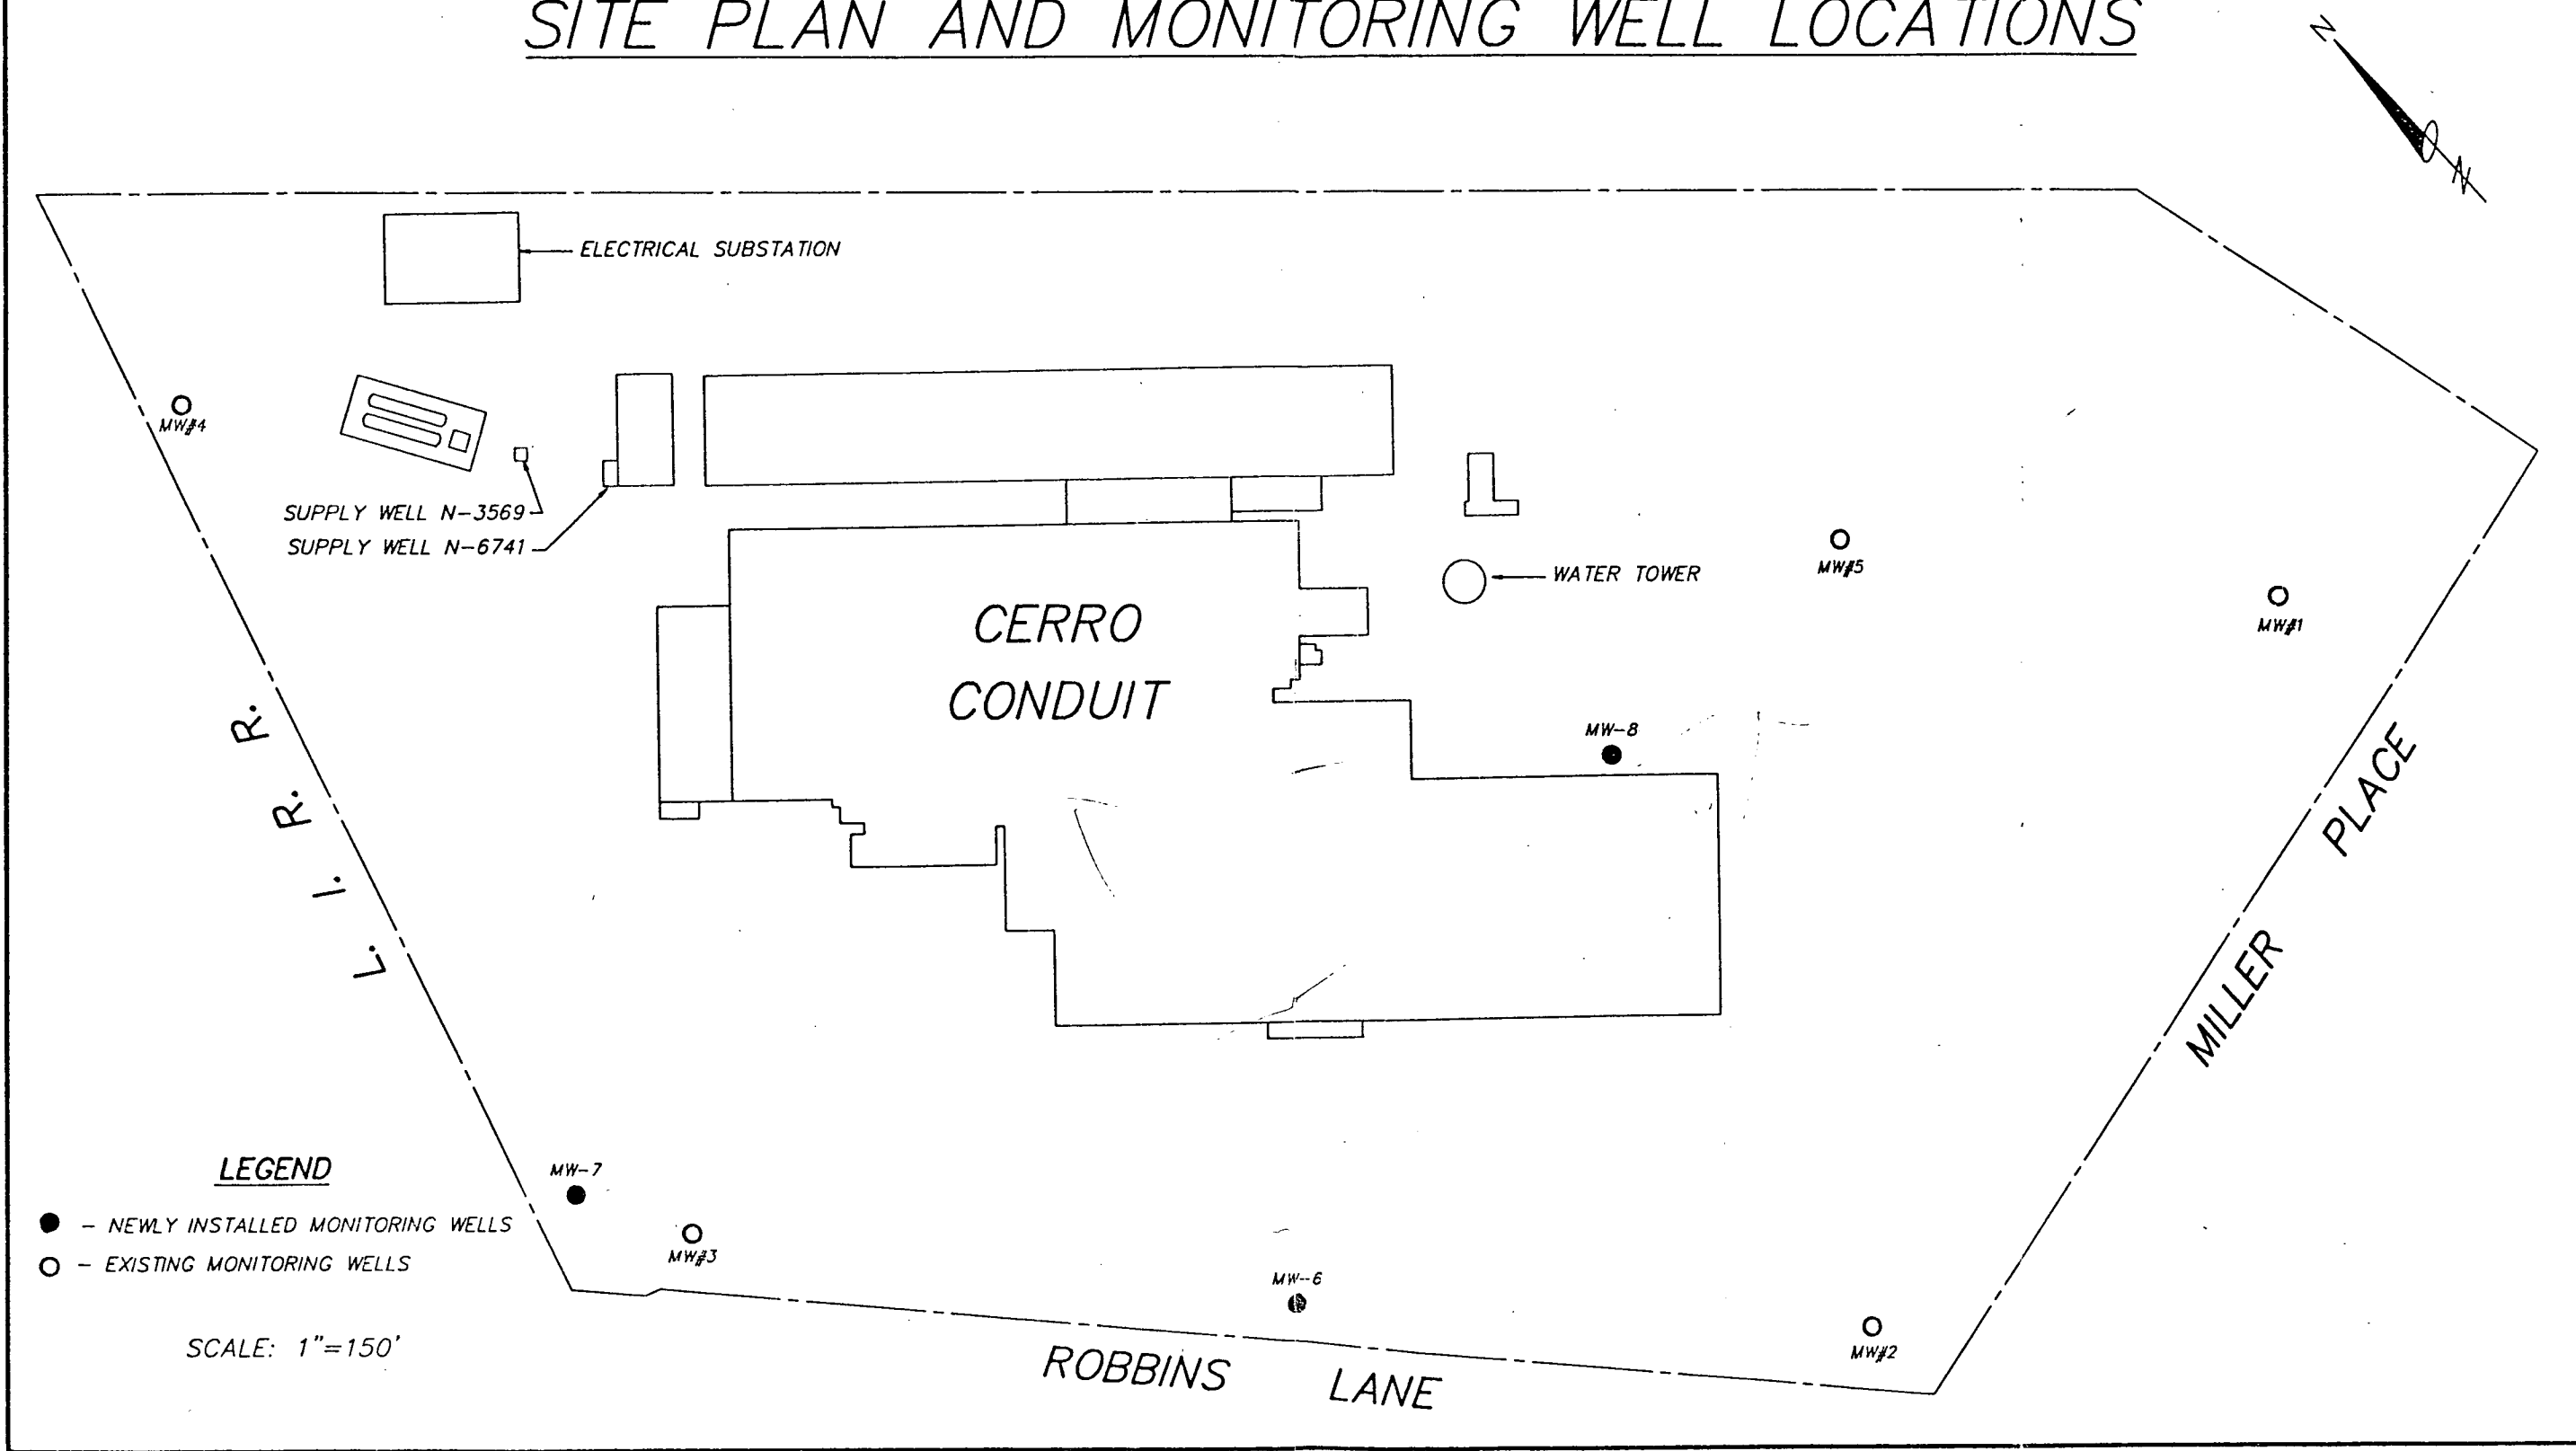 SITE PLAN AND MONITORING WELL LOCATIONS
N
ELECTRICAL SUBSTATION
MW#4
SUPPLY WELL N-3569
SUPPLY WELL N-6741
WATER TOWER
MW#5
MW#1
CERRO
CONDUIT
MW-8
L. I. R. R.
MILLER PLACE
LEGEND
MW-7
- NEWLY INSTALLED MONITORING WELLS
MW#3
- EXISTING MONITORING WELLS
MW-6
MW#2
SCALE: 1"=150'
ROBBINS LANE